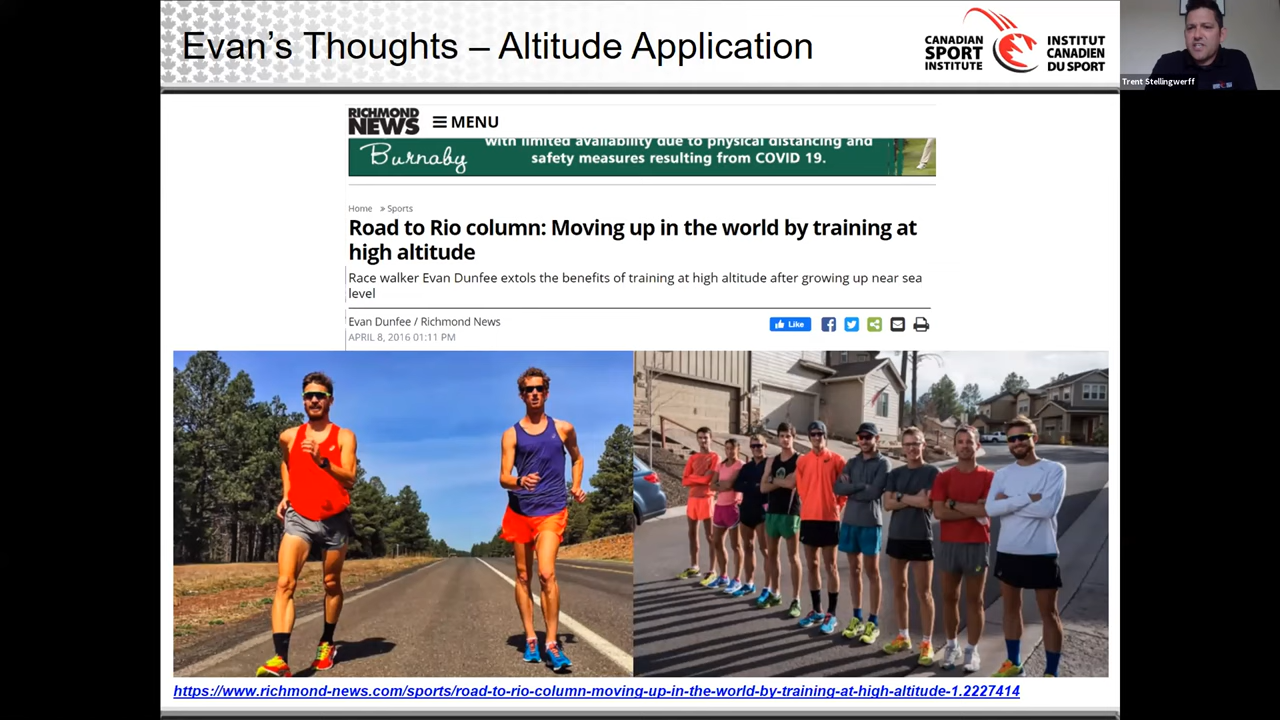 Evan's Thoughts – Altitude Application
CANADIAN
SPORT
INSTITUTE
INSTITUT
CANADIEN
DU SPORT
Trent Stellingwerff
RICHMOND
NEWS
MENU
Burnaby
with limited availability due to physical distancing and
safety measures resulting from COVID 19.
Home » Sports
Road to Rio column: Moving up in the world by training at
high altitude
Race walker Evan Dunfee extols the benefits of training at high altitude after growing up near sea
level
Evan Dunfee / Richmond News
Like
APRIL 8, 2016 01:11 PM
https://www.richmond-news.com/sports/road-to-rio-column-moving-up-in-the-world-by-training-at-high-altitude-1.2227414